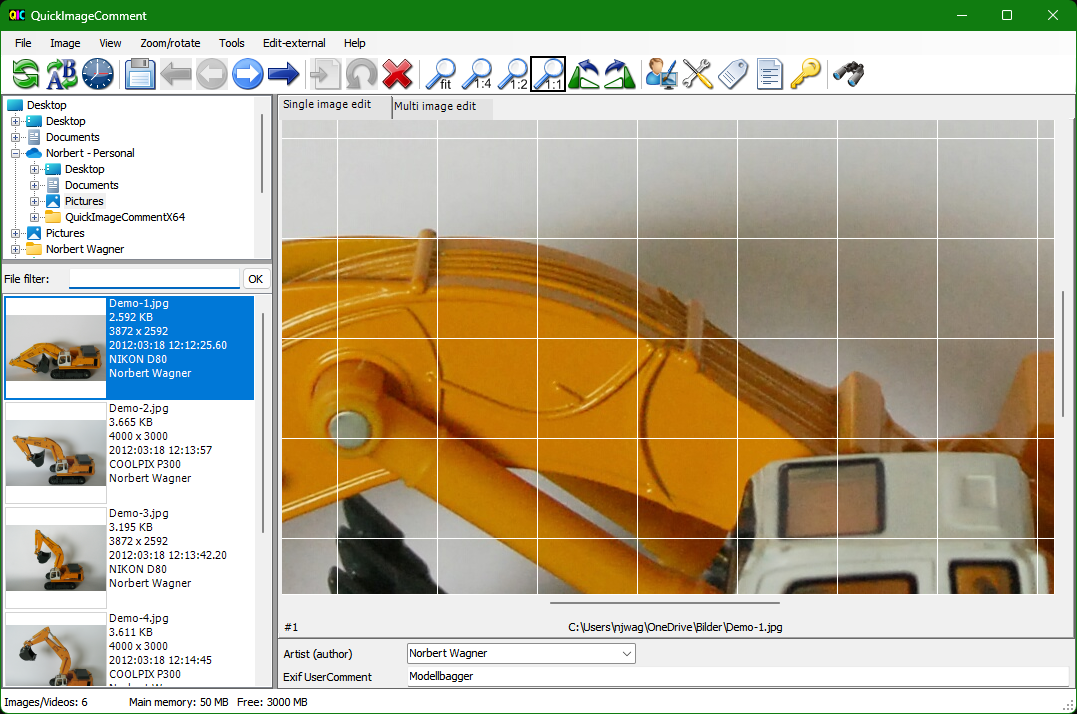 QuickImageComment
File Image View Zoom/rotate Tools Edit-external Help
fit 1:4 1:2 1:1
Desktop
Desktop
Documents
Norbert - Personal
Desktop
Documents
Pictures
QuickImageCommentX64
Pictures
Norbert Wagner
File filter: OK
Demo-1.jpg
2.592 KB
3872 x 2592
2012:03:18 12:12:25.60
NIKON D80
Norbert Wagner
Demo-2.jpg
3.665 KB
4000 x 3000
2012:03:18 12:13:57
COOLPIX P300
Norbert Wagner
Demo-3.jpg
3.195 KB
3872 x 2592
2012:03:18 12:13:42.20
NIKON D80
Norbert Wagner
Demo-4.jpg
3.611 KB
4000 x 3000
2012:03:18 12:14:45
COOLPIX P300
Single image edit Multi image edit
#1 C:\Users\njwag\OneDrive\Bilder\Demo-1.jpg
Artist (author) Norbert Wagner
Exif UserComment Modellbagger
Images/Videos: 6 Main memory: 50 MB Free: 3000 MB